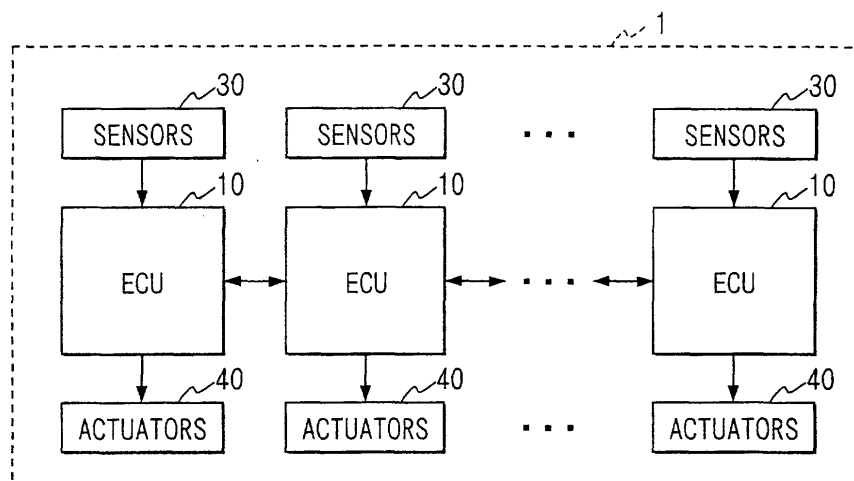 1
30 30 30
SENSORS SENSORS ... SENSORS
10 10 10
ECU ECU ... ECU
40 40 40
ACTUATORS ACTUATORS ... ACTUATORS